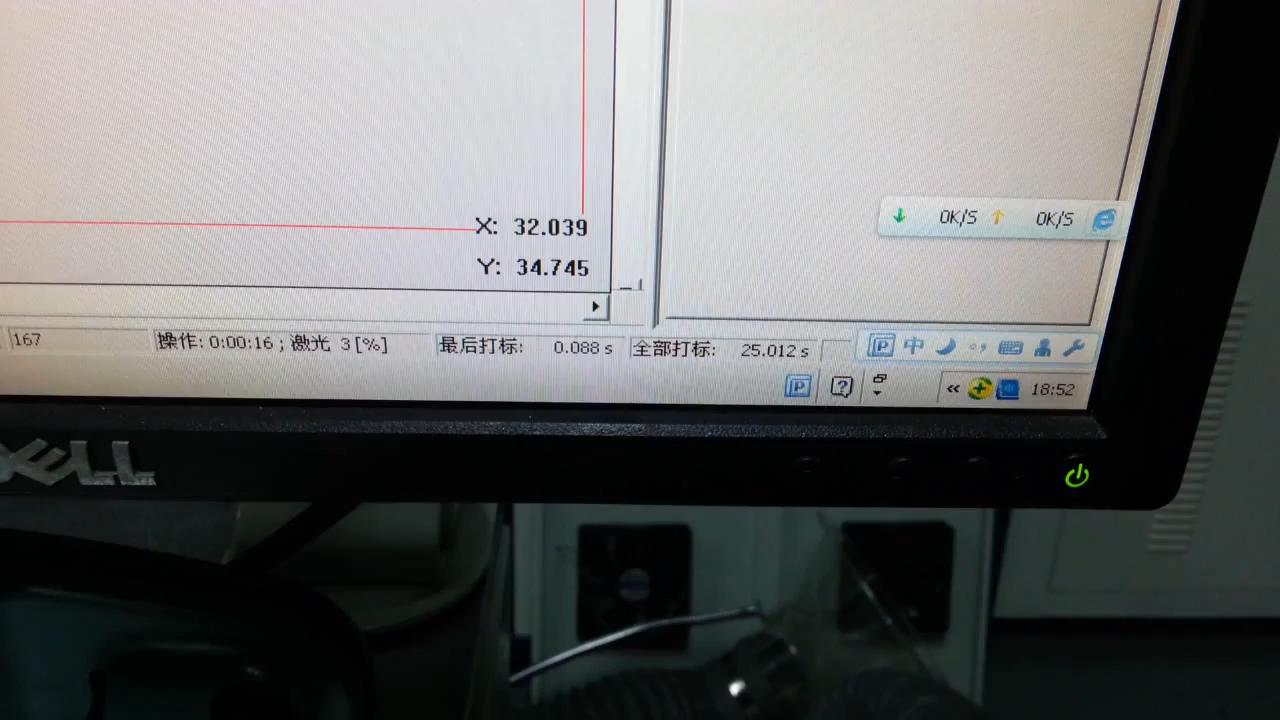 X: 32.039
Y: 34.745
0K/S 0K/S
167 操作: 0:00:16 ; 激光 3 [%] 最后打标: 0.088 s 全部打标: 25.012 s
P 中
P ? « 18:52
DELL